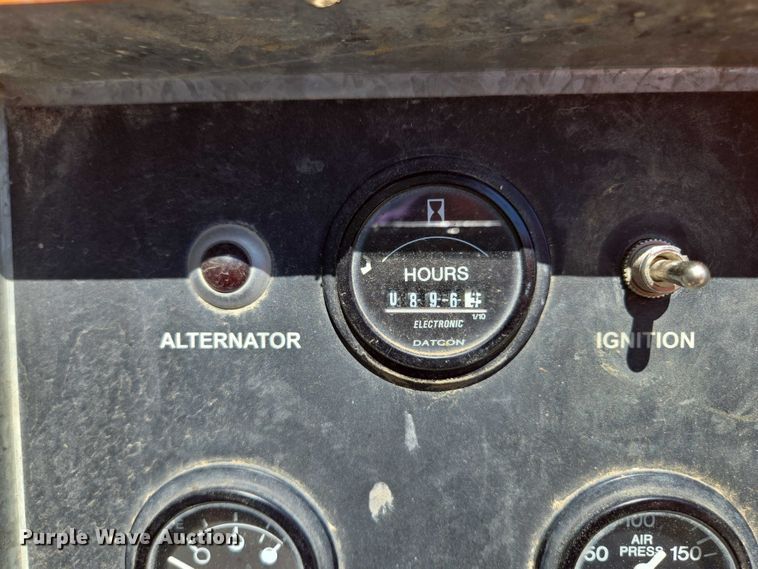 HOURS
0 8 9 6
1/10
ELECTRONIC
DATCON
ALTERNATOR
IGNITION
E
100
50 AIR 150
PRESS
Purple Wave Auction